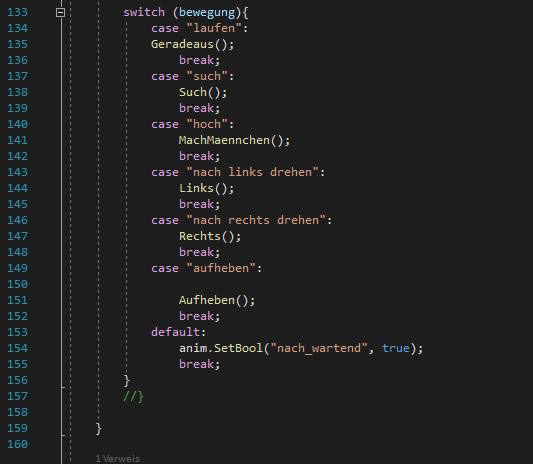 133 switch (bewegung){
134 case "laufen":
135 Geradeaus();
136 break;
137 case "such":
138 Such();
139 break;
140 case "hoch":
141 MachMaennchen();
142 break;
143 case "nach links drehen":
144 Links();
145 break;
146 case "nach rechts drehen":
147 Rechts();
148 break;
149 case "aufheben":
150
151 Aufheben();
152 break;
153 default:
154 anim.SetBool("nach_wartend", true);
155 break;
156 }
157 //}
158
159 }
160
1 Verweis